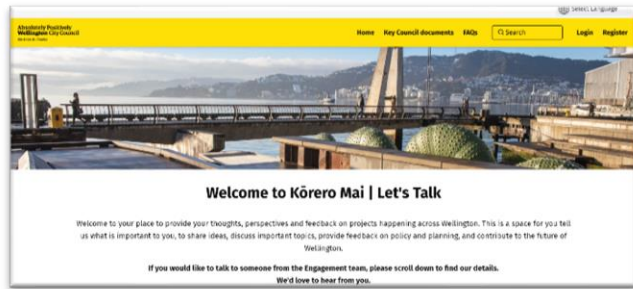 Select Language
Absolutely Positively
Wellington City Council
Me Heke Ki Pōneke
Home Key Council documents FAQs Search Login Register
Welcome to Kōrero Mai | Let's Talk
Welcome to your place to provide your thoughts, perspectives and feedback on projects happening across Wellington. This is a space for you tell
us what is important to you, to share ideas, discuss important topics, provide feedback on policy and planning, and contribute to the future of
Wellington.
If you would like to talk to someone from the Engagement team, please scroll down to find our details.
We'd love to hear from you.